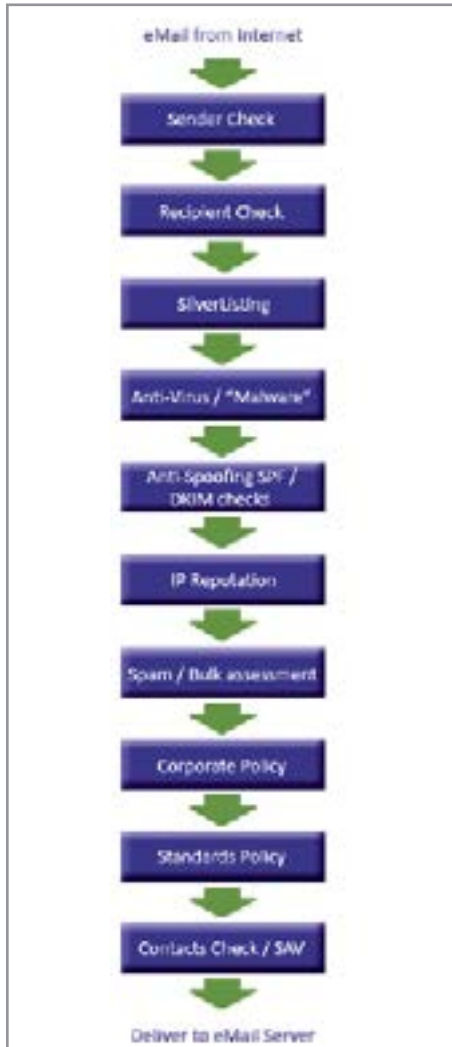 eMail from Internet
Sender Check
Recipient Check
SilverListing
Anti-Virus / "Malware"
Anti-Spoofing SPF /
DKIM checks
IP Reputation
Spam / Bulk assessment
Corporate Policy
Standards Policy
Contacts Check / SAV
Deliver to eMail Server